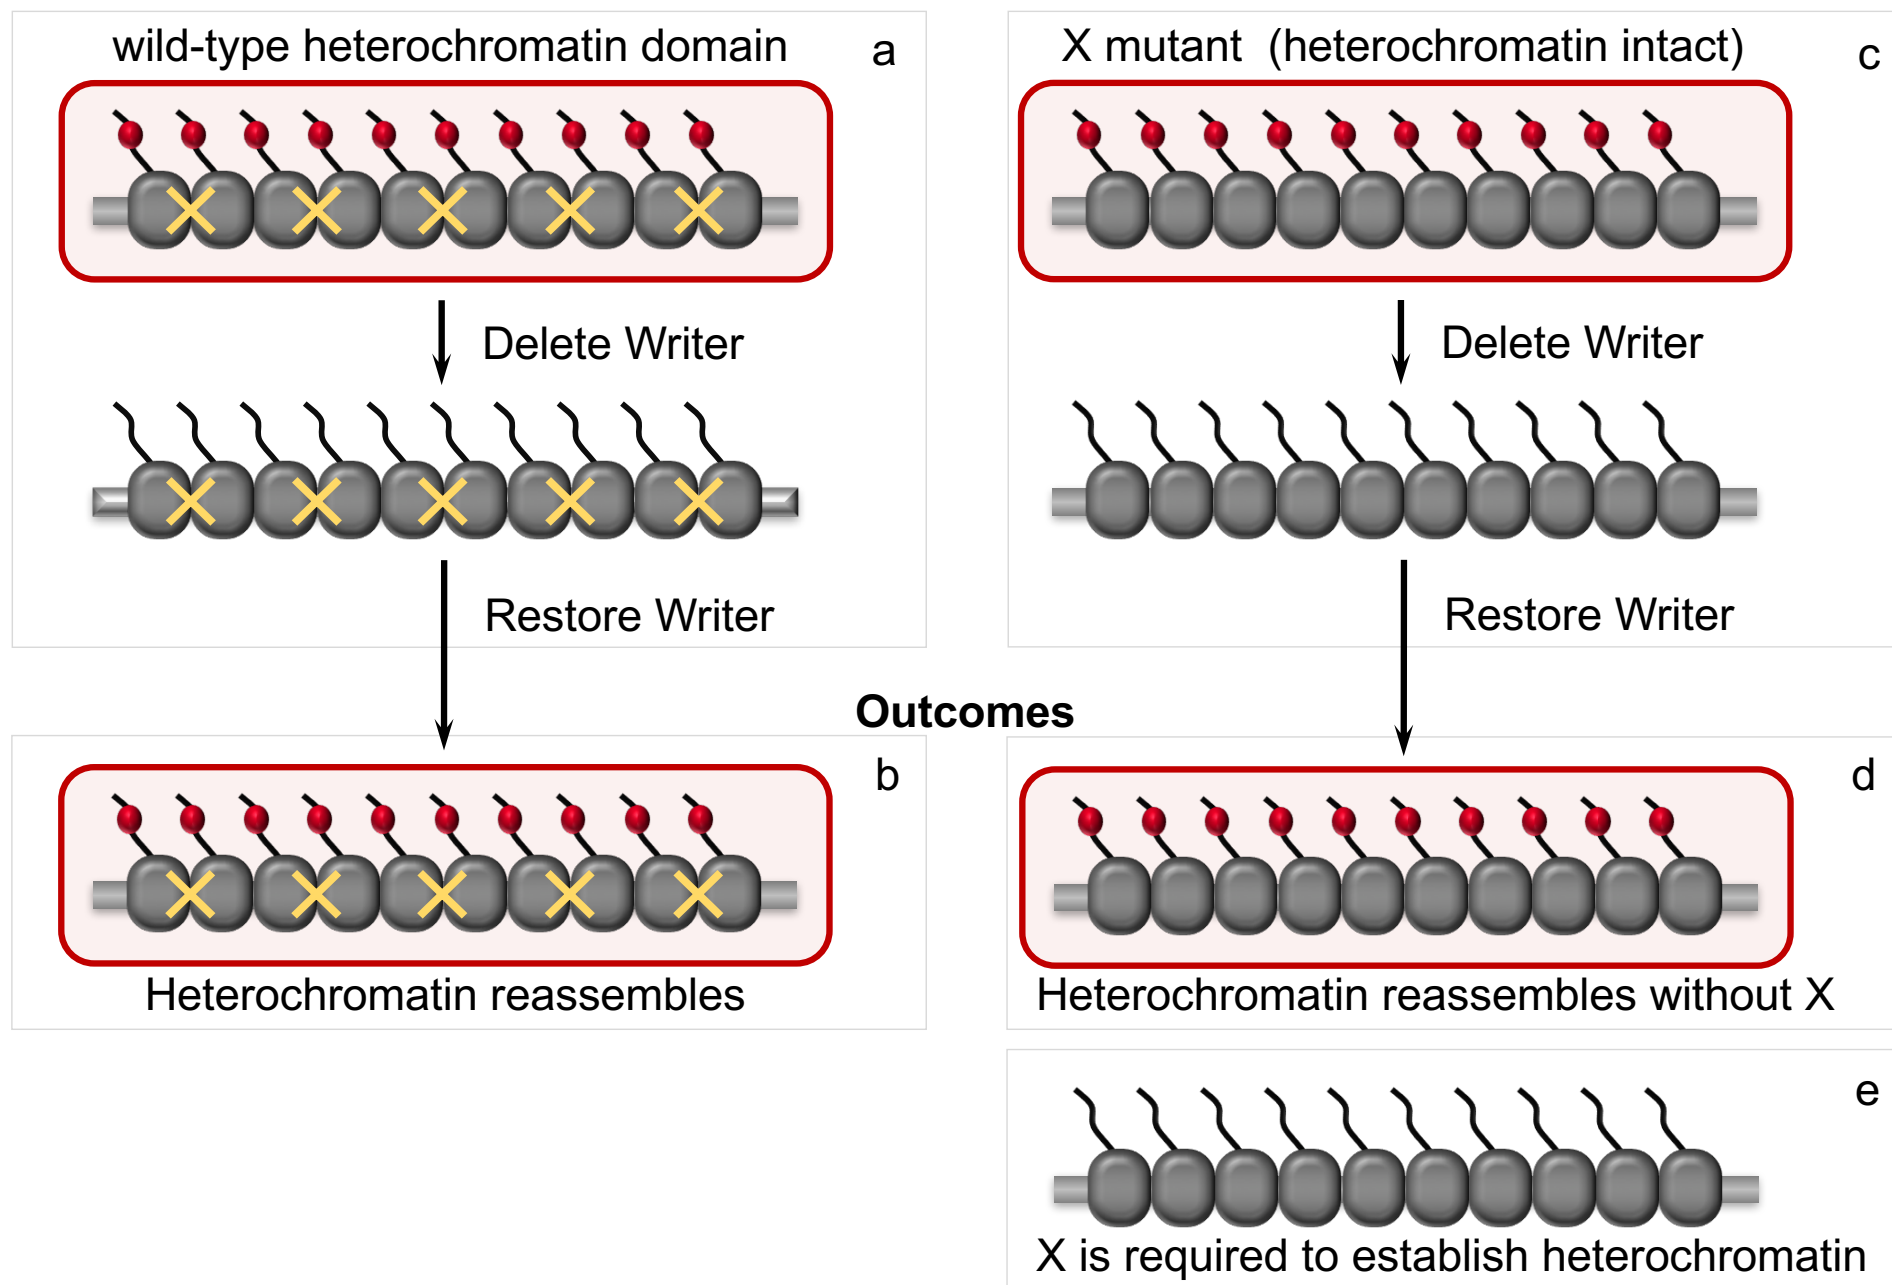 wild-type heterochromatin domain
a
Delete Writer
Restore Writer
X mutant (heterochromatin intact)
c
Delete Writer
Restore Writer
Outcomes
b
Heterochromatin reassembles
d
Heterochromatin reassembles without X
e
X is required to establish heterochromatin